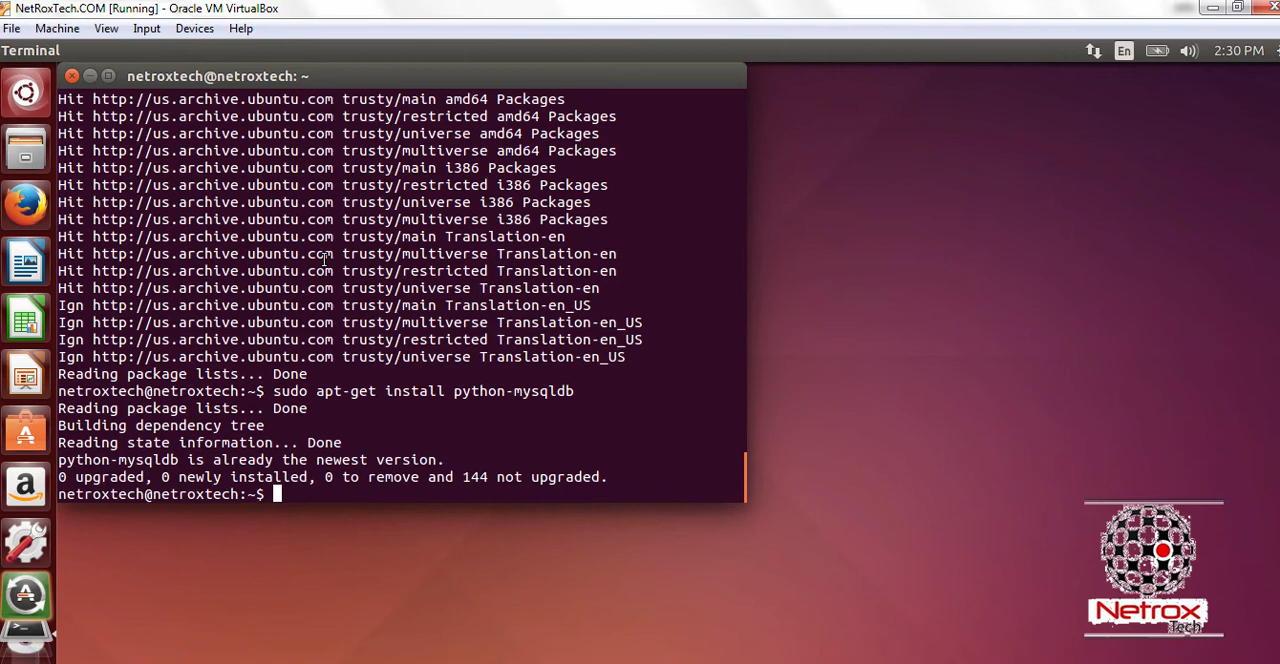 NetRoxTech.COM [Running] - Oracle VM VirtualBox
File Machine View Input Devices Help
Terminal En 2:30 PM
netroxtech@netroxtech: ~
Hit http://us.archive.ubuntu.com trusty/main amd64 Packages
Hit http://us.archive.ubuntu.com trusty/restricted amd64 Packages
Hit http://us.archive.ubuntu.com trusty/universe amd64 Packages
Hit http://us.archive.ubuntu.com trusty/multiverse amd64 Packages
Hit http://us.archive.ubuntu.com trusty/main i386 Packages
Hit http://us.archive.ubuntu.com trusty/restricted i386 Packages
Hit http://us.archive.ubuntu.com trusty/universe i386 Packages
Hit http://us.archive.ubuntu.com trusty/multiverse i386 Packages
Hit http://us.archive.ubuntu.com trusty/main Translation-en
Hit http://us.archive.ubuntu.com trusty/multiverse Translation-en
Hit http://us.archive.ubuntu.com trusty/restricted Translation-en
Hit http://us.archive.ubuntu.com trusty/universe Translation-en
Ign http://us.archive.ubuntu.com trusty/main Translation-en_US
Ign http://us.archive.ubuntu.com trusty/multiverse Translation-en_US
Ign http://us.archive.ubuntu.com trusty/restricted Translation-en_US
Ign http://us.archive.ubuntu.com trusty/universe Translation-en_US
Reading package lists... Done
netroxtech@netroxtech:~$ sudo apt-get install python-mysqldb
Reading package lists... Done
Building dependency tree
Reading state information... Done
python-mysqldb is already the newest version.
0 upgraded, 0 newly installed, 0 to remove and 144 not upgraded.
netroxtech@netroxtech:~$
Netrox
Tech